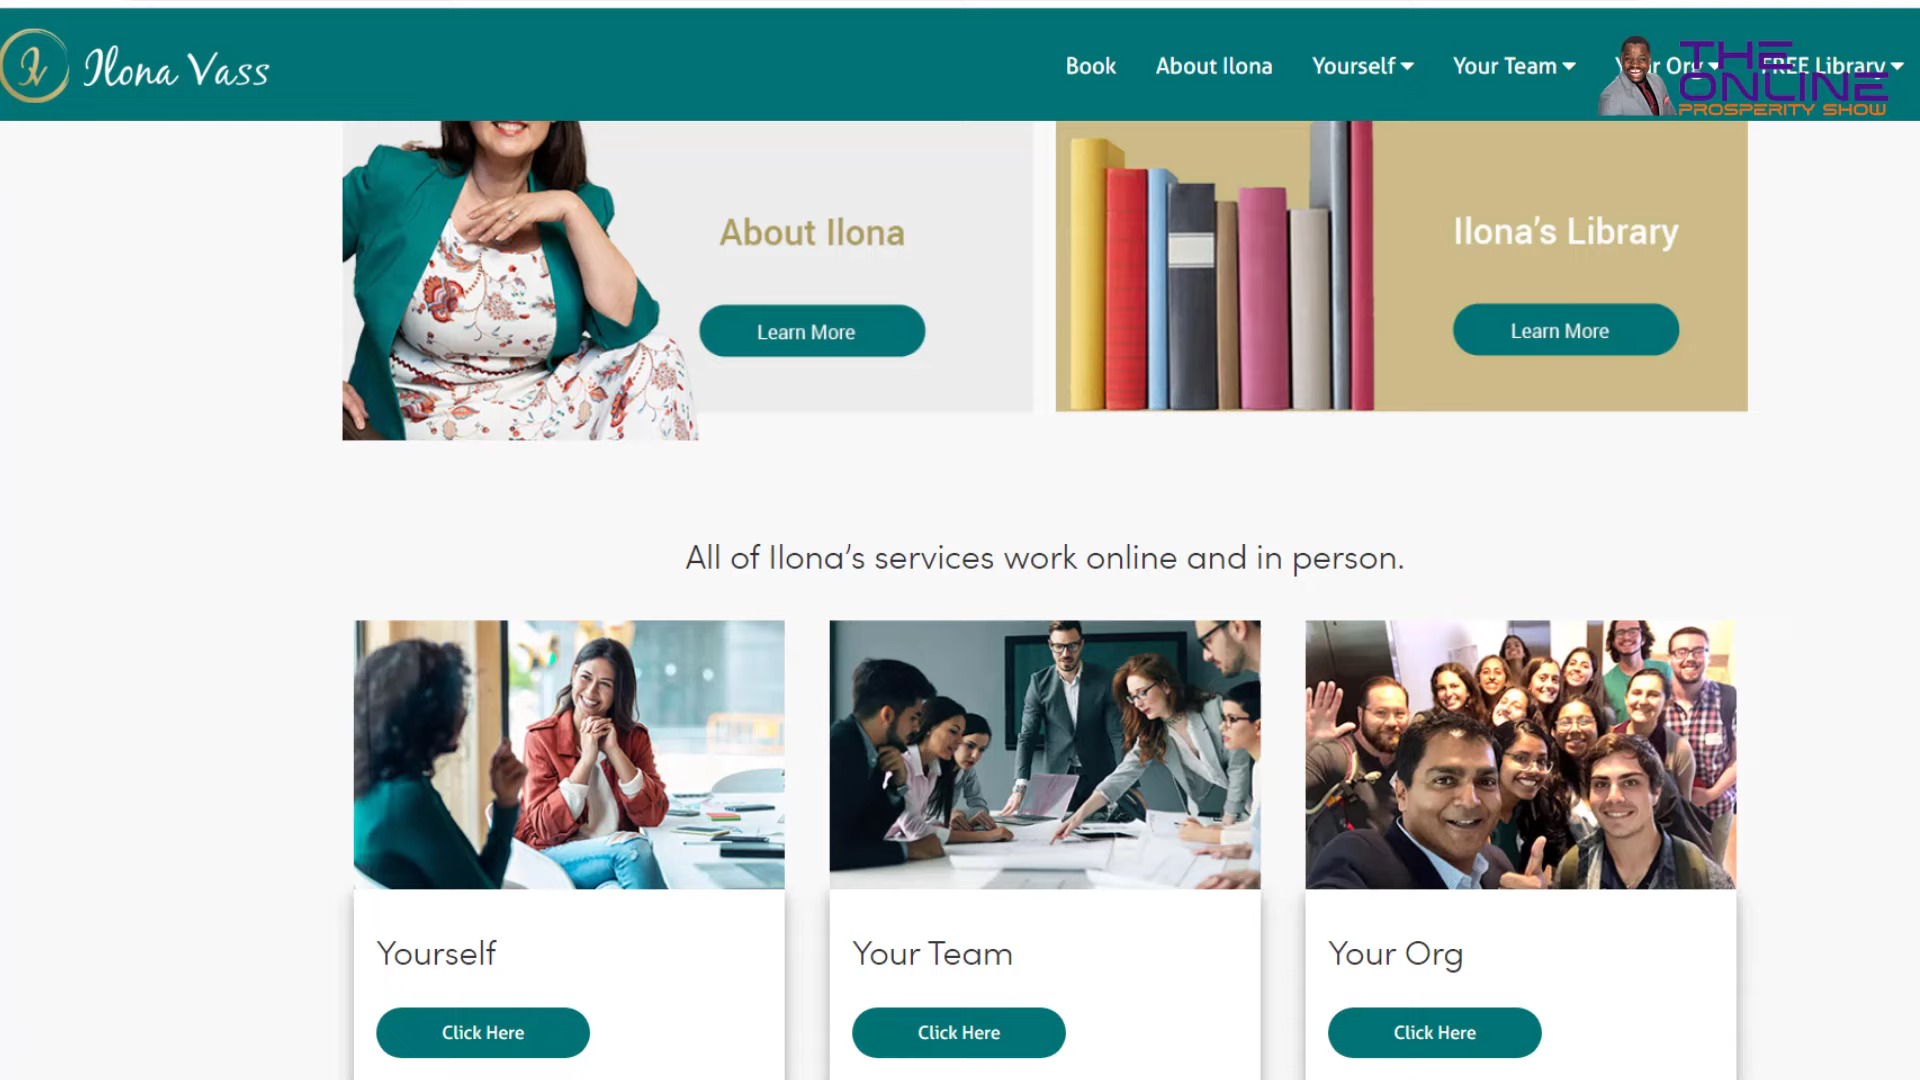 Ilona Vass
Book
About Ilona
Yourself
Your Team
Your Org
FREE Library
THE
ONLINE
PROSPERITY SHOW
About Ilona
Learn More
Ilona's Library
Learn More
All of Ilona’s services work online and in person.
Yourself
Click Here
Your Team
Click Here
Your Org
Click Here